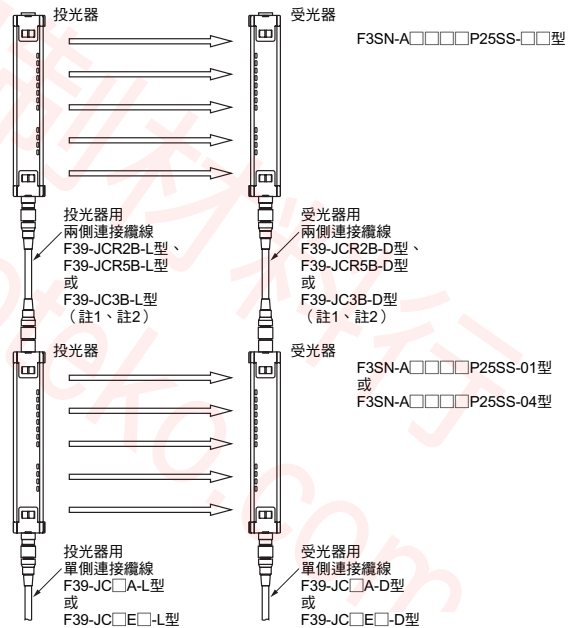 投光器
受光器
F3SN-A□□□□P25SS-□□型
投光器用
兩側連接纜線
F39-JCR2B-L型、
F39-JCR5B-L型
或
F39-JC3B-L型
（註1、註2）
受光器用
兩側連接纜線
F39-JCR2B-D型、
F39-JCR5B-D型
或
F39-JC3B-D型
（註1、註2）
投光器
受光器
F3SN-A□□□□P25SS-01型
或
F3SN-A□□□□P25SS-04型
投光器用
單側連接纜線
F39-JC□A-L型
或
F39-JC□E□-L型
受光器用
單側連接纜線
F39-JC□A-D型
或
F39-JC□E□-D型
制材料行
oteko.com